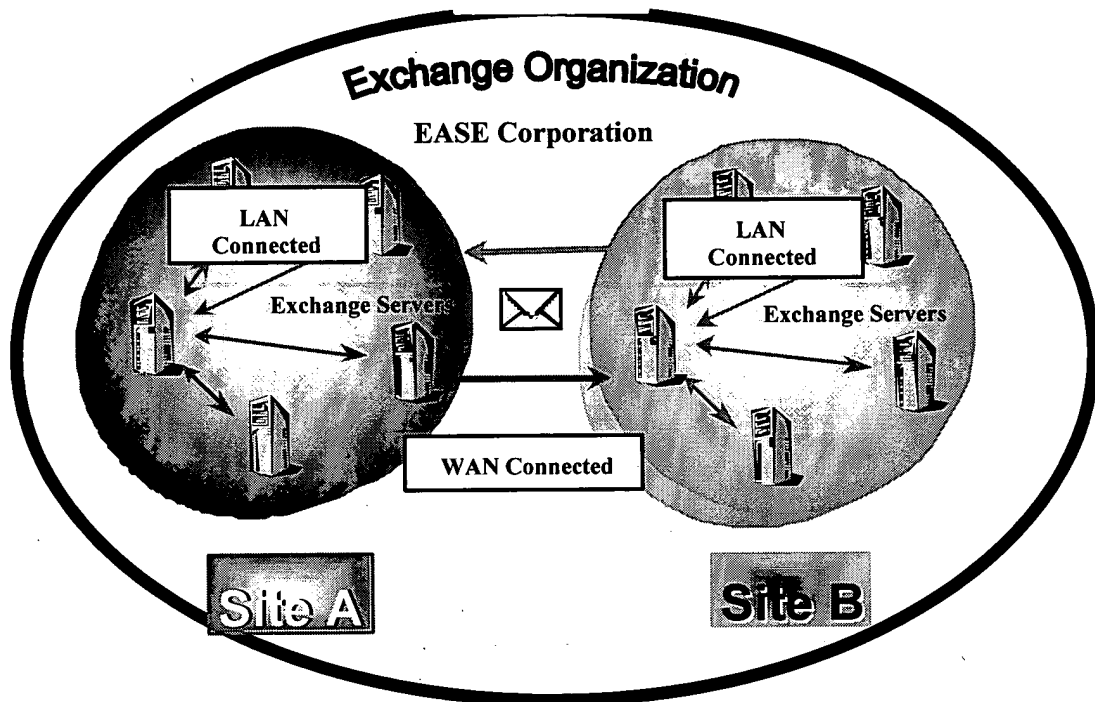 Exchange Organization
EASE Corporation
LAN
Connected
Exchange Servers
LAN
Connected
Exchange Servers
WAN Connected
Site A
Site B